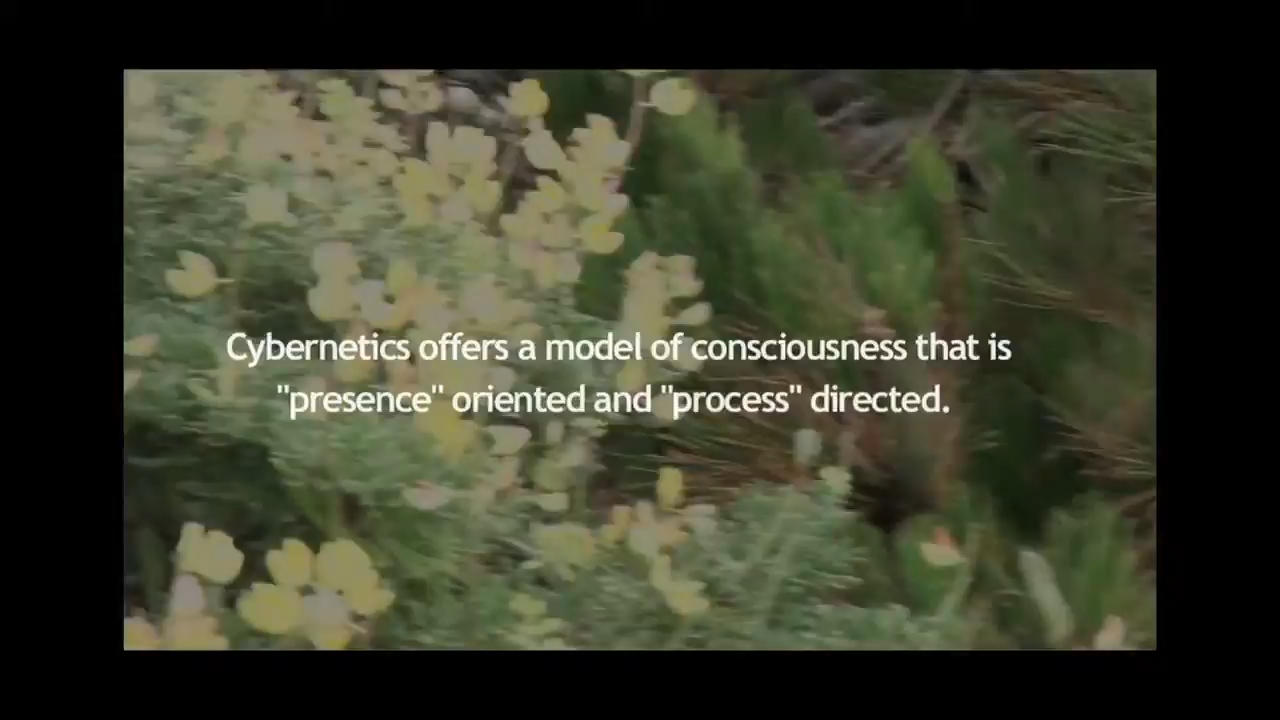 Cybernetics offers a model of consciousness that is
"presence" oriented and "process" directed.